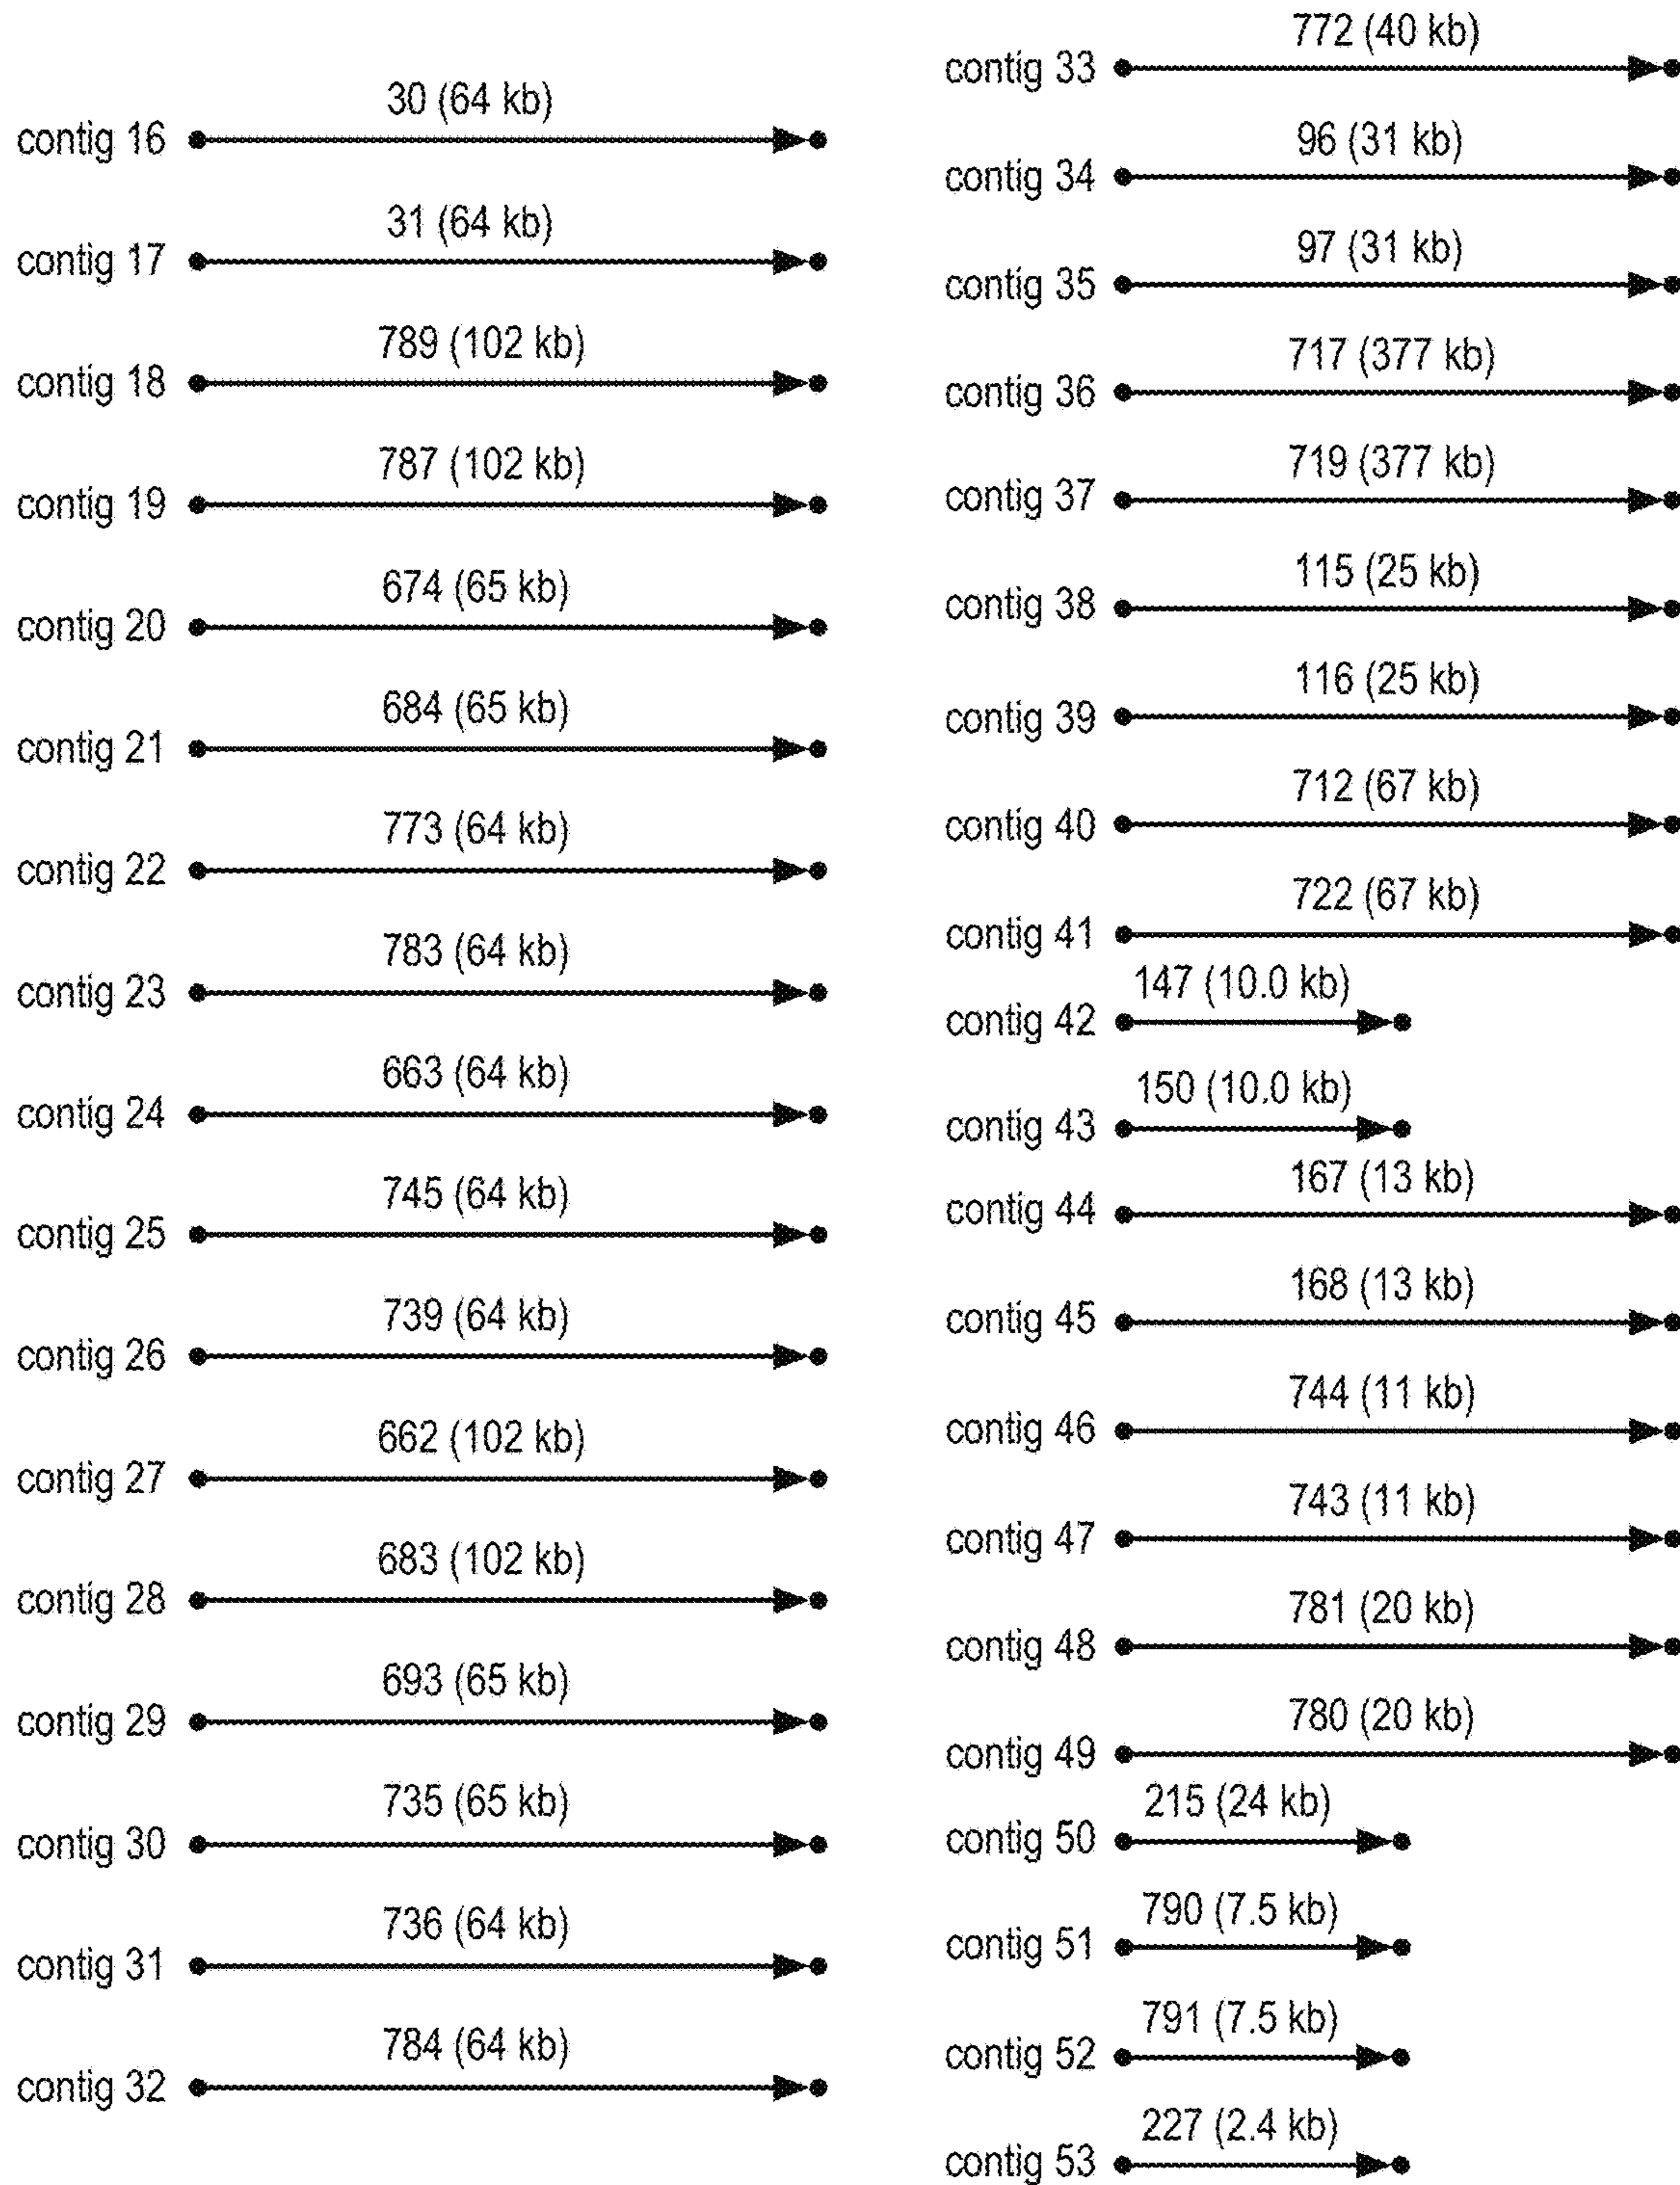 30 (64 kb)
contig 16
31 (64 kb)
contig 17
789 (102 kb)
contig 18
787 (102 kb)
contig 19
674 (65 kb)
contig 20
684 (65 kb)
contig 21
773 (64 kb)
contig 22
783 (64 kb)
contig 23
663 (64 kb)
contig 24
745 (64 kb)
contig 25
739 (64 kb)
contig 26
662 (102 kb)
contig 27
683 (102 kb)
contig 28
693 (65 kb)
contig 29
735 (65 kb)
contig 30
736 (64 kb)
contig 31
784 (64 kb)
contig 32
772 (40 kb)
contig 33
96 (31 kb)
contig 34
97 (31 kb)
contig 35
717 (377 kb)
contig 36
719 (377 kb)
contig 37
115 (25 kb)
contig 38
116 (25 kb)
contig 39
712 (67 kb)
contig 40
722 (67 kb)
contig 41
147 (10.0 kb)
contig 42
150 (10.0 kb)
contig 43
167 (13 kb)
contig 44
168 (13 kb)
contig 45
744 (11 kb)
contig 46
743 (11 kb)
contig 47
781 (20 kb)
contig 48
780 (20 kb)
contig 49
215 (24 kb)
contig 50
790 (7.5 kb)
contig 51
791 (7.5 kb)
contig 52
227 (2.4 kb)
contig 53